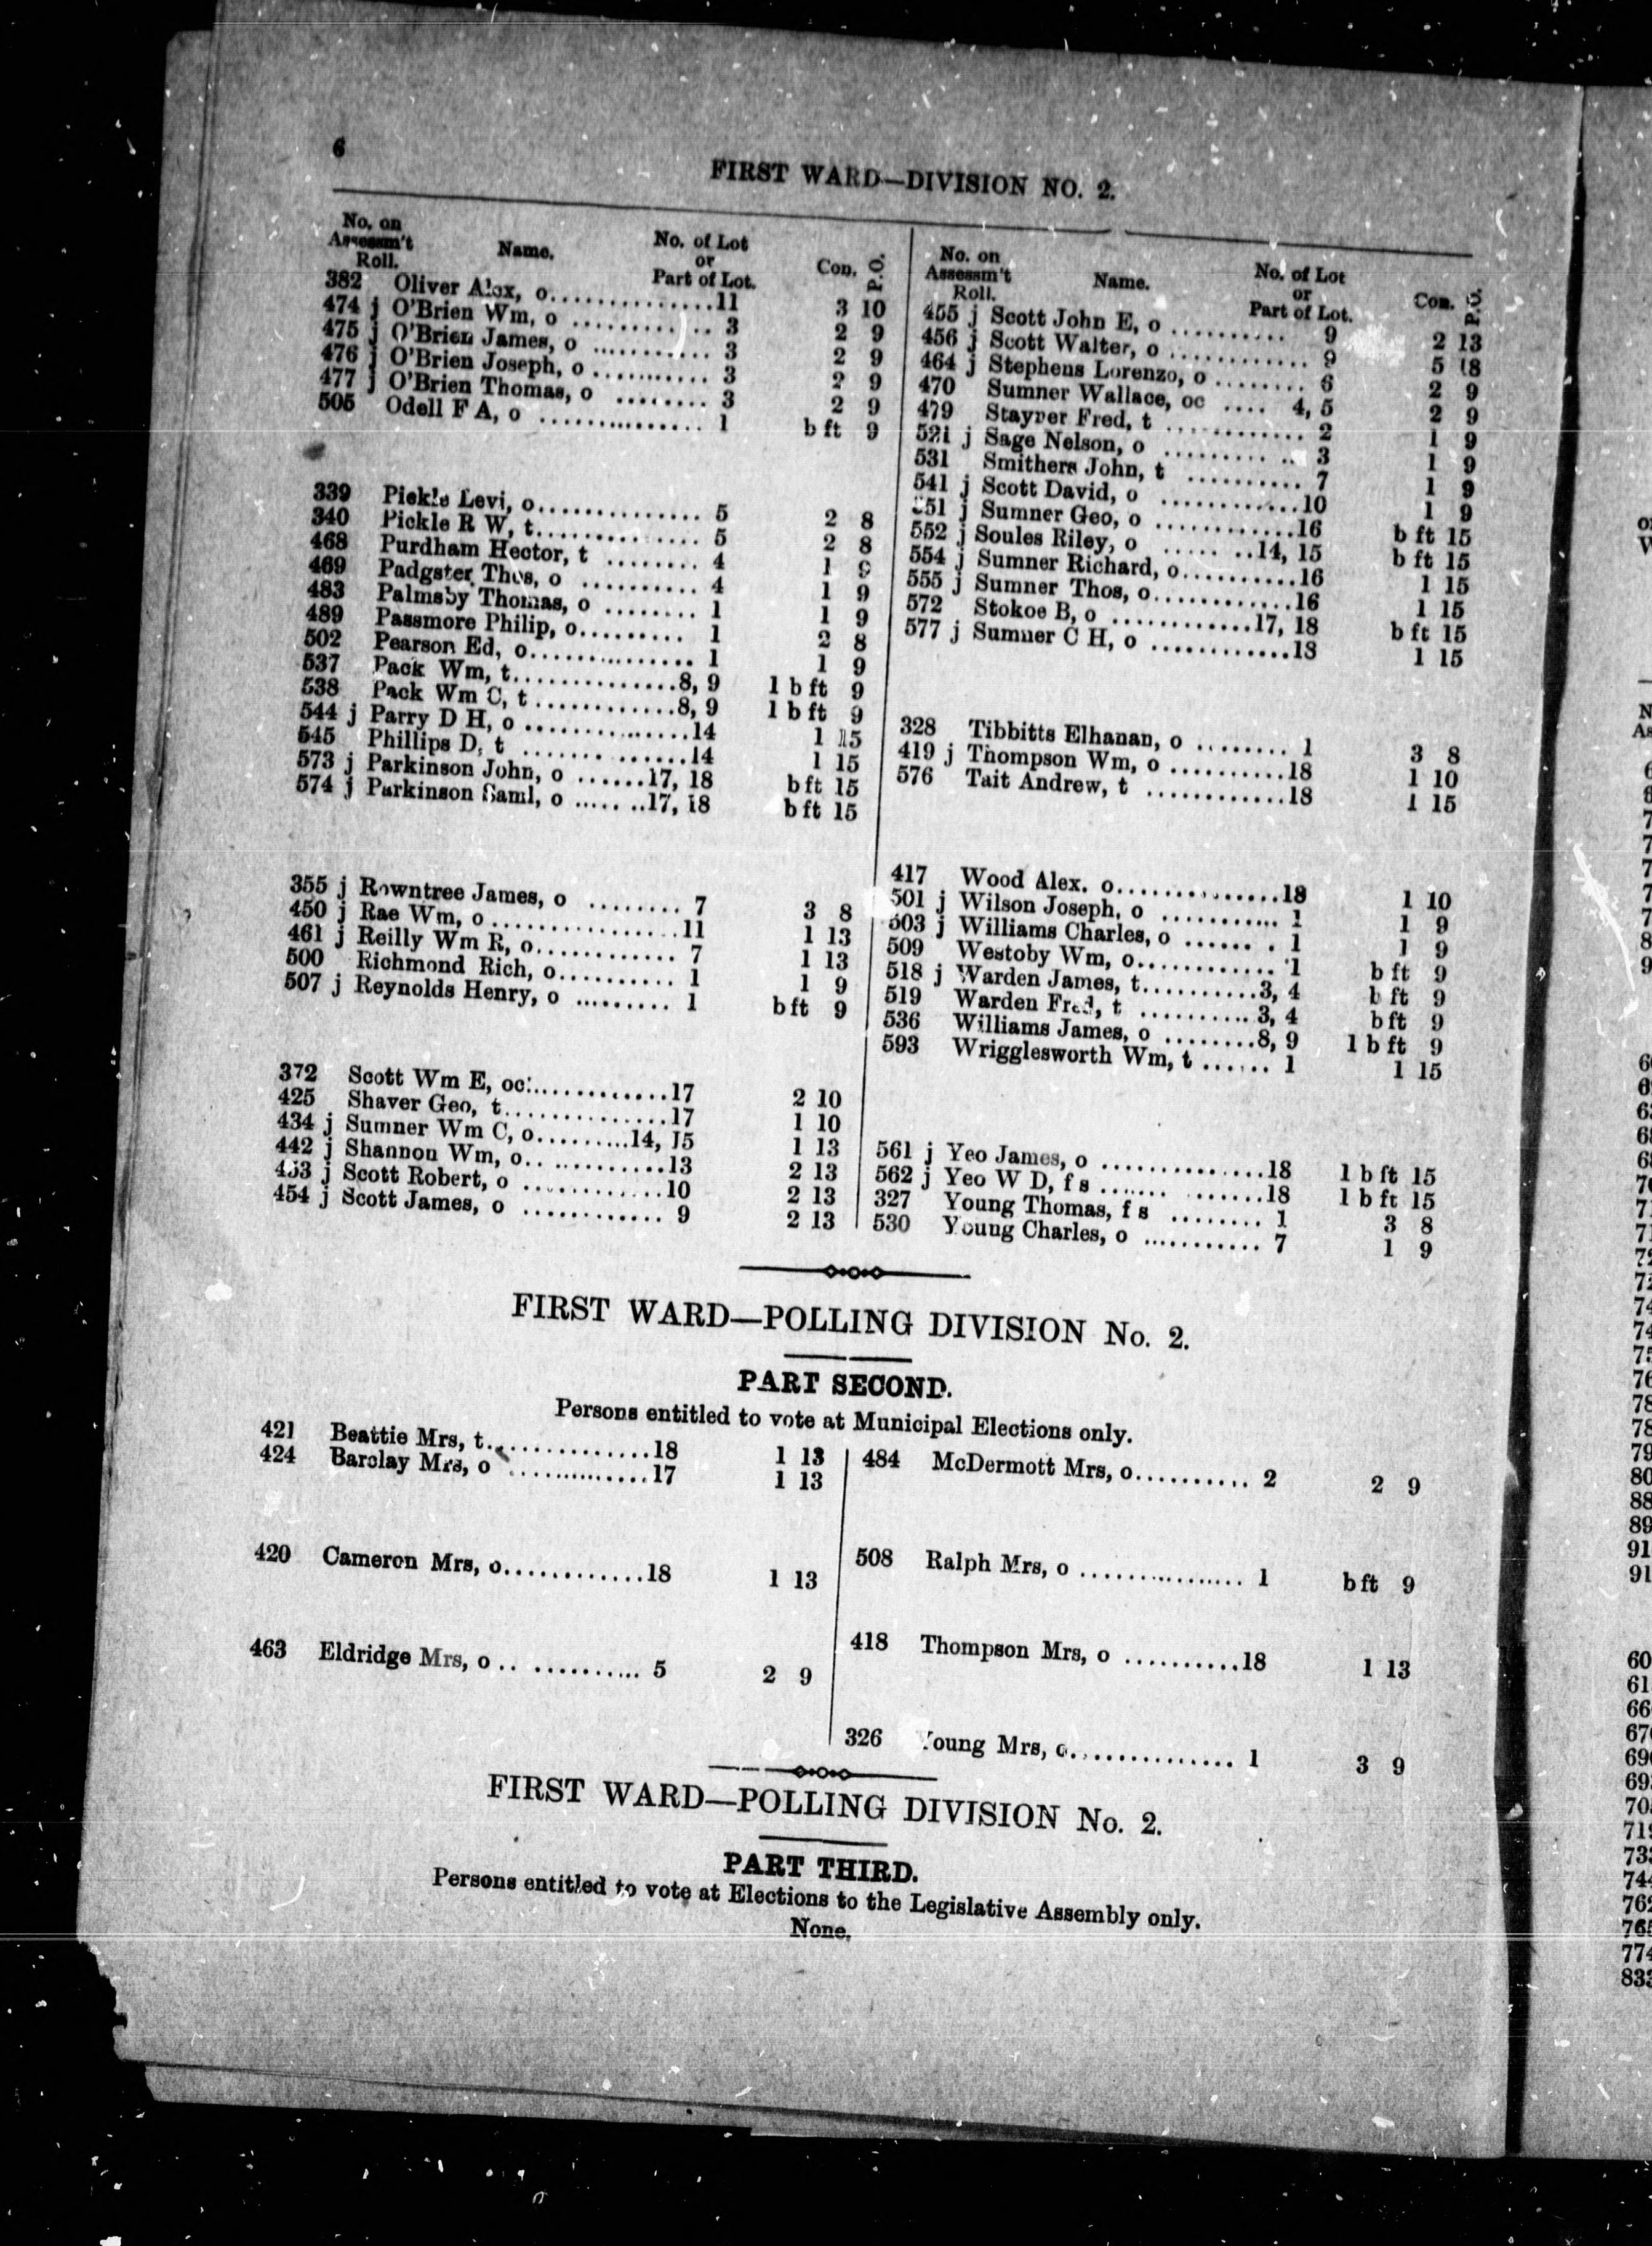 6
FIRST WARD—DIVISION NO. 2.
No. on Assessm't Roll. Name. No. of Lot or Part of Lot. Con. P.O.
382 Oliver Alex, o...............11 3 10
474 j O'Brien Wm, o ............. 3 2 9
475 j O'Brien James, o ........... 3 2 9
476 j O'Brien Joseph, o ........... 3 2 9
477 j O'Brien Thomas, o ........ 3 2 9
505 Odell F A, o ............... 1 b ft 9
339 Pickle Levi, o............... 5 2 8
340 Pickle R W, t............... 5 2 8
468 Purdham Hector, t ........ 4 1 9
469 Padgster Thos, o .......... 4 1 9
483 Palmsby Thomas, o ........ 1 1 9
489 Passmore Philip, o......... 1 2 8
502 Pearson Ed, o............... 1 1 9
537 Pack Wm, t...............8, 9 1 b ft 9
538 Pack Wm C, t.............8, 9 1 b ft 9
544 j Parry D H, o ...............14 1 15
545 Phillips D, t ...............14 1 15
573 j Parkinson John, o .......17, 18 b ft 15
574 j Parkinson Saml, o .......17, 18 b ft 15
355 j Rowntree James, o ........ 7 3 8
450 j Rae Wm, o .................11 1 13
461 j Reilly Wm R, o............. 7 1 13
500 Richmond Rich, o........... 1 1 9
507 j Reynolds Henry, o ......... 1 b ft 9
372 Scott Wm E, oc.............17 2 10
425 Shaver Geo, t...............17 1 10
434 j Sumner Wm C, o.........14, 15 1 13
442 j Shannon Wm, o..............13 2 13
453 j Scott Robert, o .............10 2 13
454 j Scott James, o ............. 9 2 13
No. on Assessm't Roll. Name. No. of Lot or Part of Lot. Con. P.O.
455 j Scott John E, o ........... 9 2 13
456 j Scott Walter, o ............. 9 5 18
464 j Stephens Lorenzo, o ........ 6 2 9
470 Sumner Wallace, oc .... 4, 5 2 9
479 Stayver Fred, t ............. 2 1 9
521 j Sage Nelson, o ............ 3 1 9
531 Smithers John, t ........... 7 1 9
541 j Scott David, o .............10 1 9
551 j Sumner Geo, o .............16 b ft 15
552 j Soules Riley, o ........14, 15 b ft 15
554 j Sumner Richard, o...........16 1 15
555 j Sumner Thos, o.............16 1 15
572 Stokoe B, o .............17, 18 b ft 15
577 j Sumner C H, o .............18 1 15
328 Tibbitts Elhanan, o ........ 1 3 8
419 j Thompson Wm, o ...........18 1 10
576 Tait Andrew, t .............18 1 15
417 Wood Alex. o...............18 1 10
501 j Wilson Joseph, o ........... 1 1 9
503 j Williams Charles, o ....... 1 1 9
509 Westoby Wm, o............. 1 b ft 9
518 j Warden James, t...........3, 4 b ft 9
519 Warden Fred, t ...........3, 4 b ft 9
536 Williams James, o .........8, 9 1 b ft 9
593 Wrigglesworth Wm, t ...... 1 1 15
561 j Yeo James, o ...............18 1 b ft 15
562 j Yeo W D, f s ..............18 1 b ft 15
327 Young Thomas, f s ........ 1 3 8
530 Young Charles, o ........... 7 1 9
FIRST WARD—POLLING DIVISION No. 2.
PART SECOND.
Persons entitled to vote at Municipal Elections only.
421 Beattie Mrs, t...............18 1 13
424 Barclay Mrs, o .............17 1 13
420 Cameron Mrs, o.............18 1 13
463 Eldridge Mrs, o ............. 5 2 9
484 McDermott Mrs, o........... 2 2 9
508 Ralph Mrs, o ............... 1 b ft 9
418 Thompson Mrs, o ...........18 1 13
326 Young Mrs, o............... 1 3 9
FIRST WARD—POLLING DIVISION No. 2.
PART THIRD.
Persons entitled to vote at Elections to the Legislative Assembly only.
None.